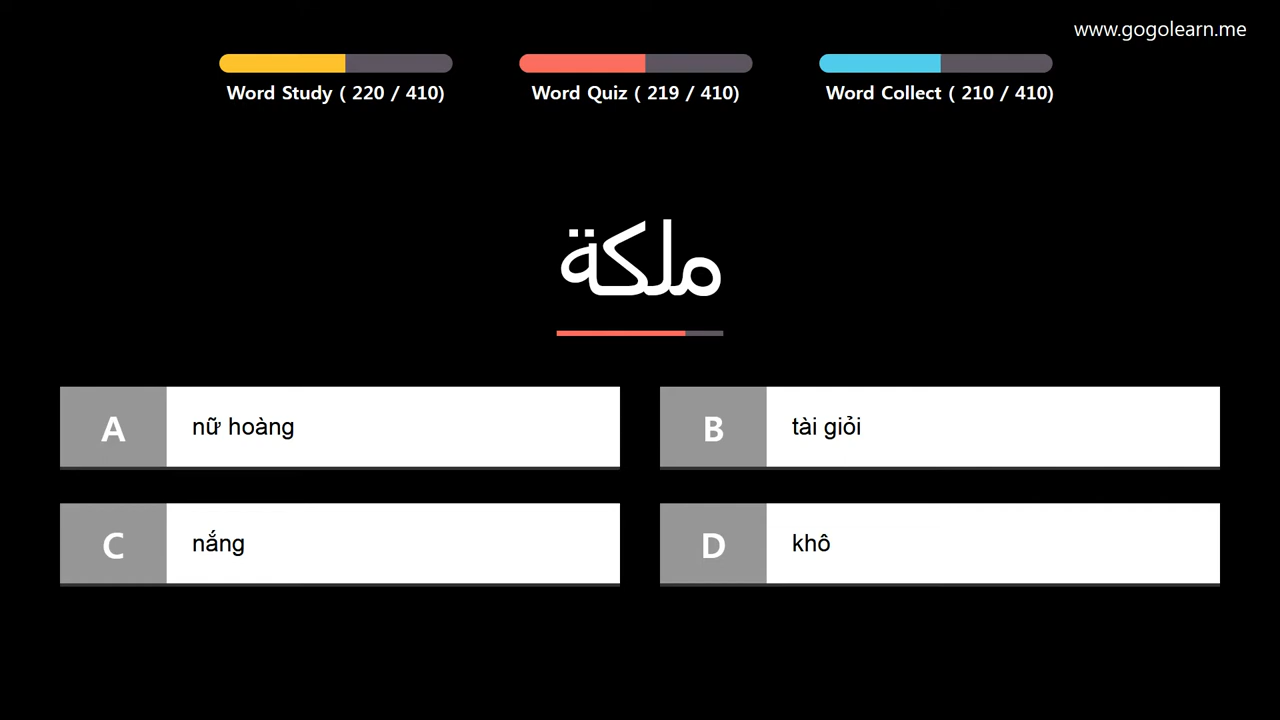 www.gogolearn.me
Word Study ( 220 / 410)
Word Quiz ( 219 / 410)
Word Collect ( 210 / 410)
ملكة
A
nữ hoàng
B
tài giỏi
C
nắng
D
khô